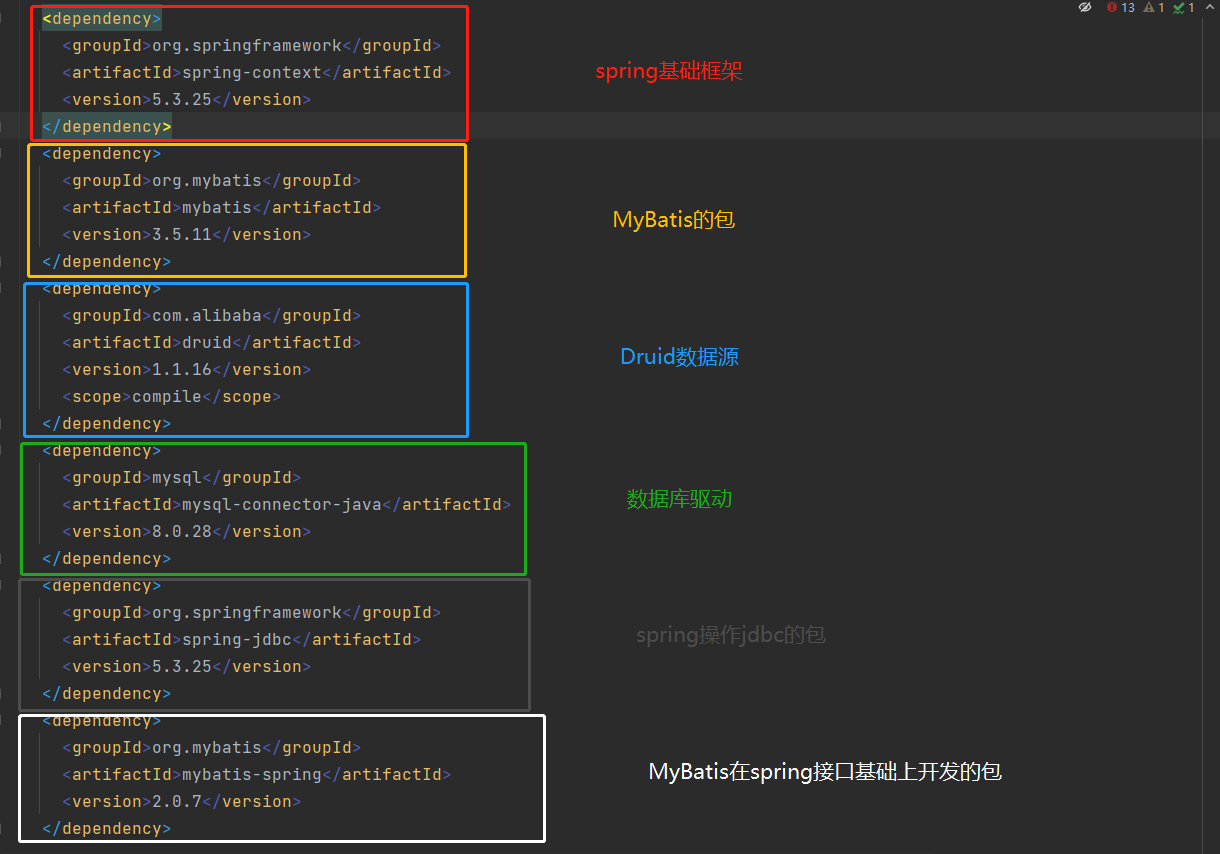 13 1 1
<dependency>
<groupId>org.springframework</groupId>
<artifactId>spring-context</artifactId>
<version>5.3.25</version>
</dependency>
spring基础框架
<dependency>
<groupId>org.mybatis</groupId>
<artifactId>mybatis</artifactId>
<version>3.5.11</version>
</dependency>
MyBatis的包
<dependency>
<groupId>com.alibaba</groupId>
<artifactId>druid</artifactId>
<version>1.1.16</version>
<scope>compile</scope>
</dependency>
Druid数据源
<dependency>
<groupId>mysql</groupId>
<artifactId>mysql-connector-java</artifactId>
<version>8.0.28</version>
</dependency>
数据库驱动
<dependency>
<groupId>org.springframework</groupId>
<artifactId>spring-jdbc</artifactId>
<version>5.3.25</version>
</dependency>
spring操作jdbc的包
<dependency>
<groupId>org.mybatis</groupId>
<artifactId>mybatis-spring</artifactId>
<version>2.0.7</version>
</dependency>
MyBatis在spring接口基础上开发的包